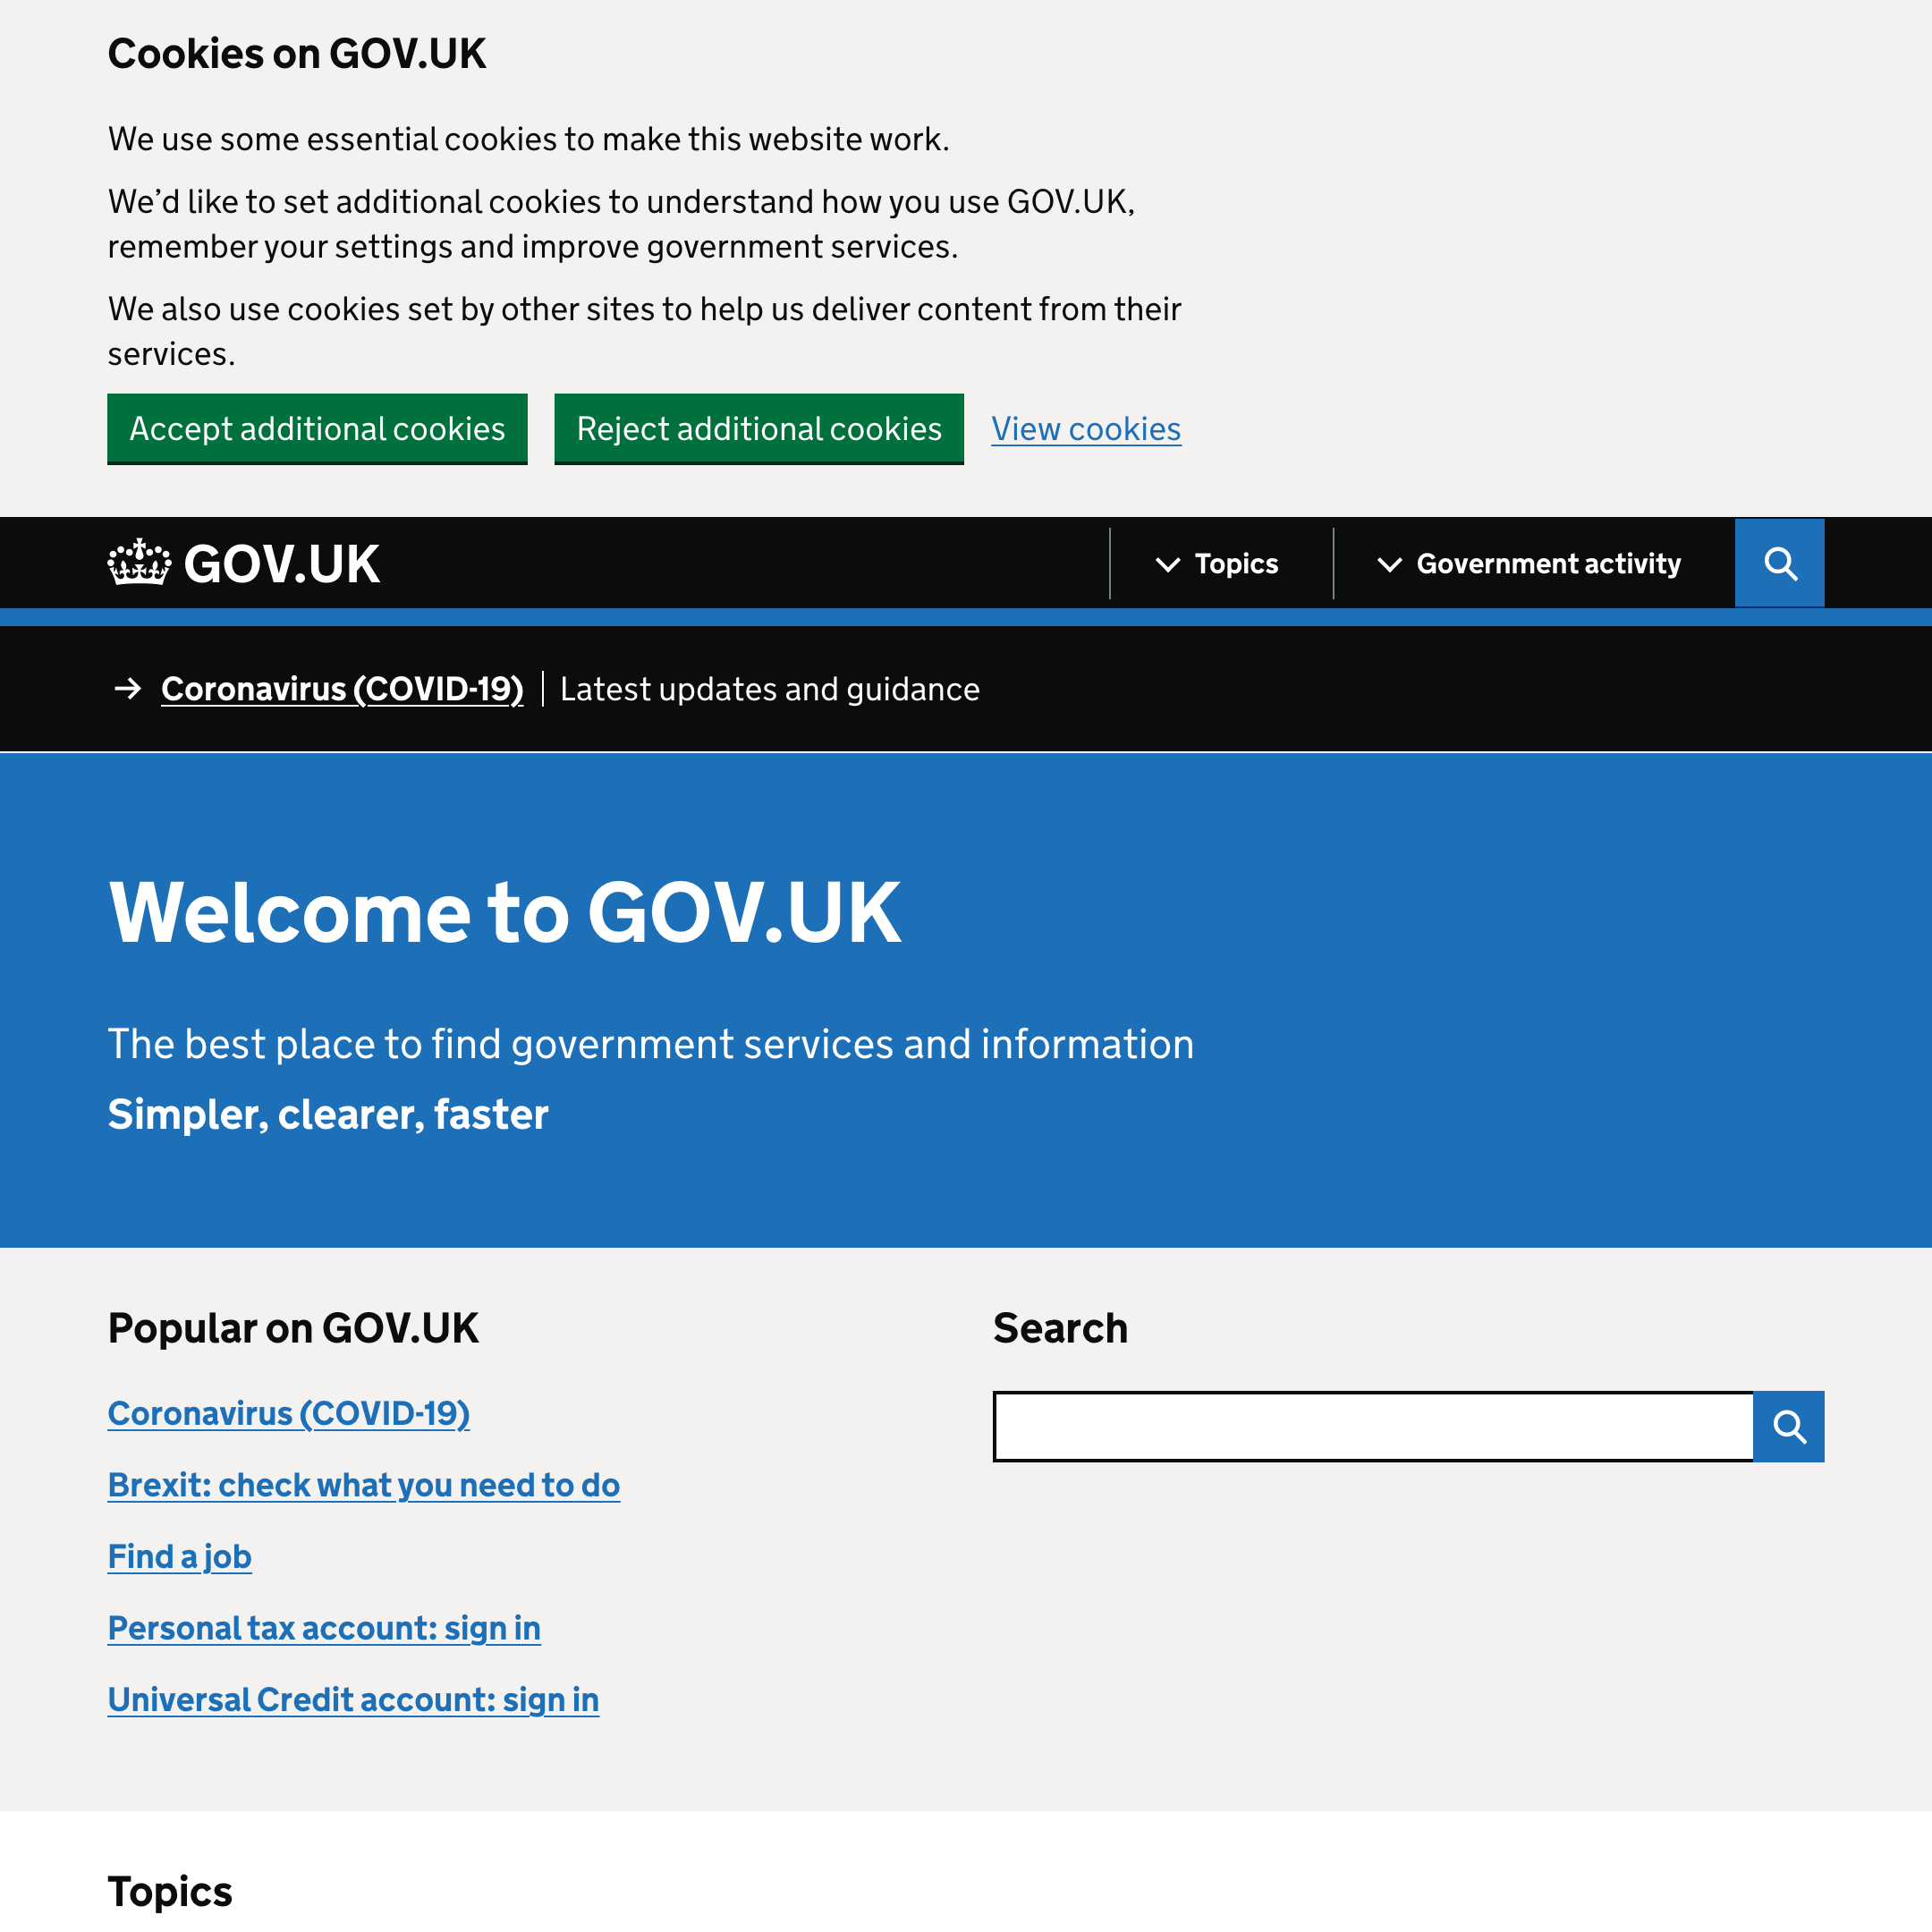 Cookies on GOV.UK
We use some essential cookies to make this website work.
We’d like to set additional cookies to understand how you use GOV.UK,
remember your settings and improve government services.
We also use cookies set by other sites to help us deliver content from their
services.
Accept additional cookies Reject additional cookies View cookies
GOV.UK Topics Government activity
Coronavirus (COVID-19) Latest updates and guidance
Welcome to GOV.UK
The best place to find government services and information
Simpler, clearer, faster
Popular on GOV.UK
Coronavirus (COVID-19)
Brexit: check what you need to do
Find a job
Personal tax account: sign in
Universal Credit account: sign in
Search
Topics